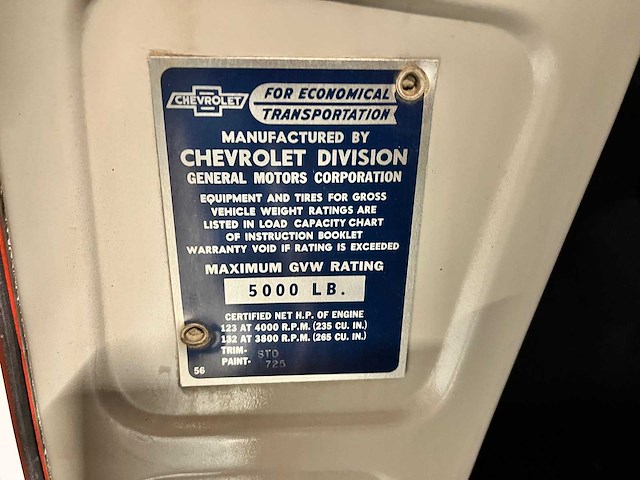 CHEVROLET
FOR ECONOMICAL
TRANSPORTATION
MANUFACTURED BY
CHEVROLET DIVISION
GENERAL MOTORS CORPORATION
EQUIPMENT AND TIRES FOR GROSS
VEHICLE WEIGHT RATINGS ARE
LISTED IN LOAD CAPACITY CHART
OF INSTRUCTION BOOKLET
WARRANTY VOID IF RATING IS EXCEEDED
MAXIMUM GVW RATING
5000 LB.
CERTIFIED NET H.P. OF ENGINE
123 AT 4000 R.P.M. (235 CU. IN.)
132 AT 3800 R.P.M. (265 CU. IN.)
TRIM- STD
PAINT- 725
56